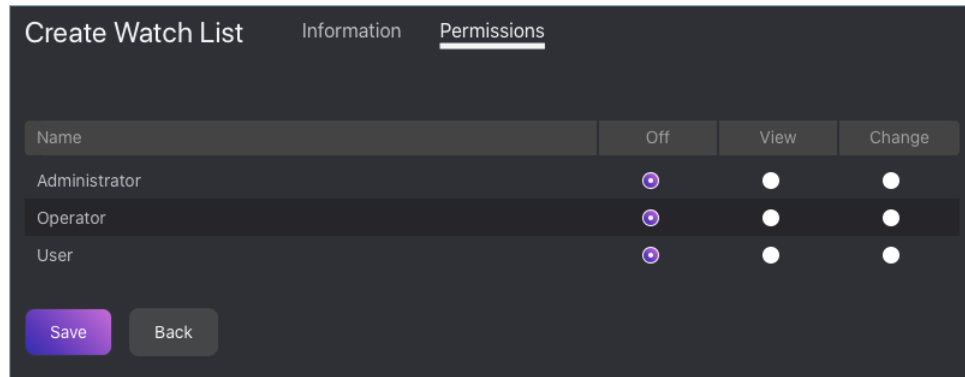 Create Watch List Information Permissions
Name Off View Change
Administrator
Operator
User
Save Back